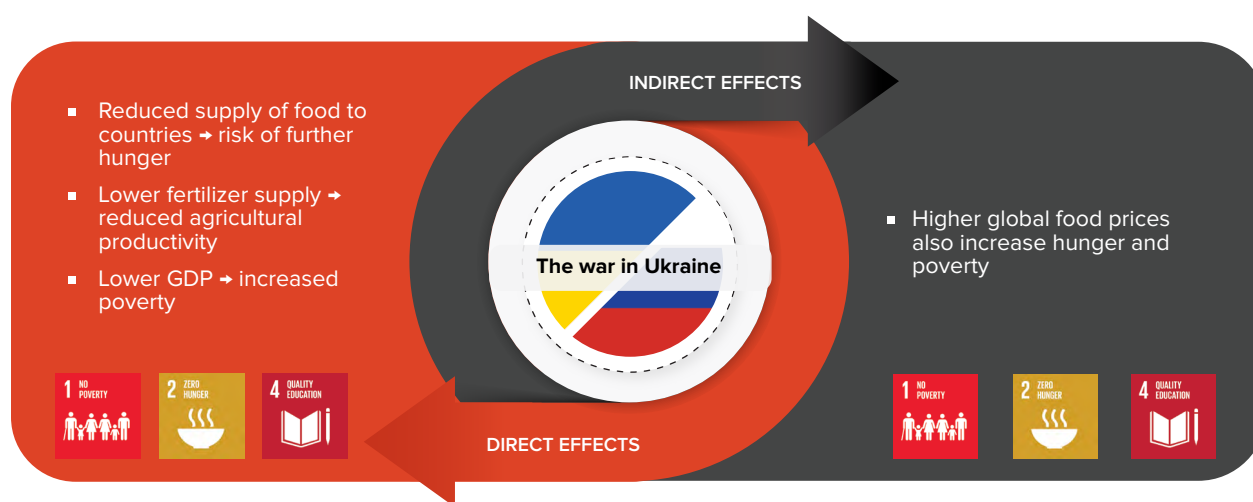 INDIRECT EFFECTS
▪ Reduced supply of food to
countries → risk of further
hunger
▪ Lower fertilizer supply →
reduced agricultural
productivity
▪ Lower GDP → increased
poverty
The war in Ukraine
▪ Higher global food prices
also increase hunger and
poverty
1 NO
POVERTY
2 ZERO
HUNGER
4 QUALITY
EDUCATION
DIRECT EFFECTS
1 NO
POVERTY
2 ZERO
HUNGER
4 QUALITY
EDUCATION